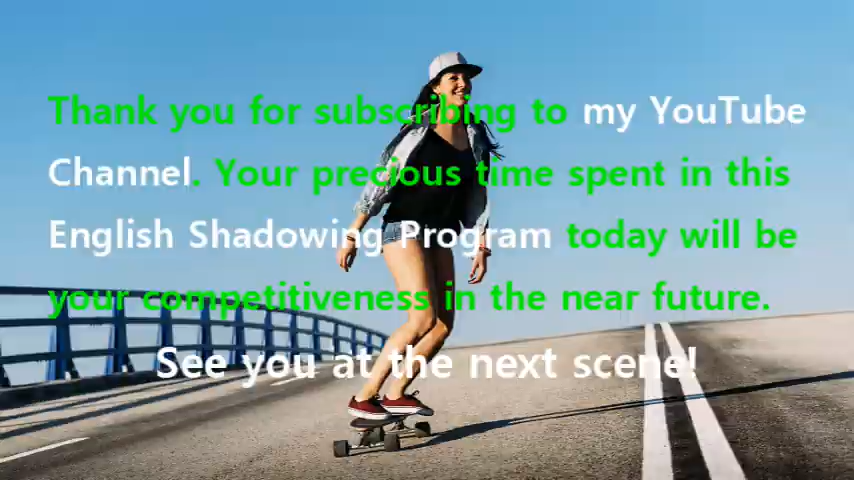 Thank you for subscribing to my YouTube
Channel. Your precious time spent in this
English Shadowing Program today will be
your competitiveness in the near future.
See you at the next scene!